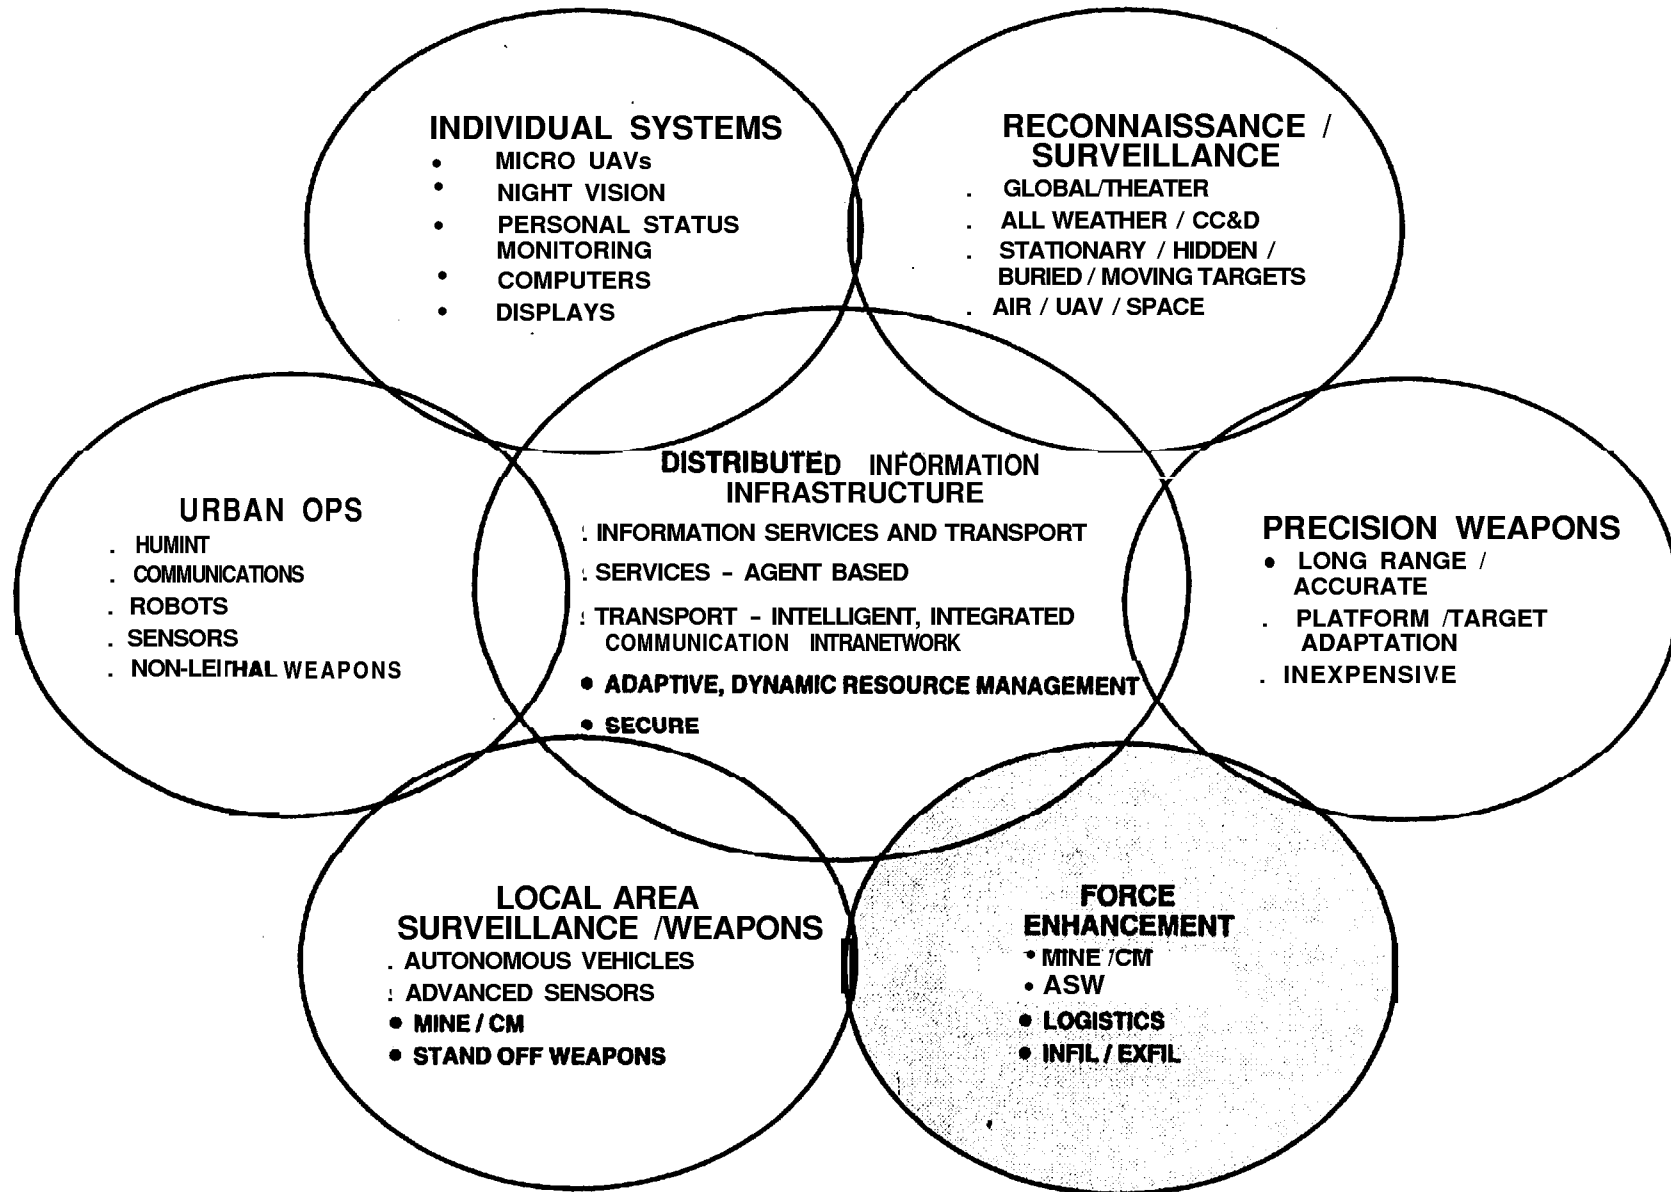 INDIVIDUAL SYSTEMS
• MICRO UAVs
• NIGHT VISION
• PERSONAL STATUS
MONITORING
• COMPUTERS
• DISPLAYS
RECONNAISSANCE /
SURVEILLANCE
. GLOBAL/THEATER
. ALL WEATHER / CC&D
. STATIONARY / HIDDEN /
BURIED / MOVING TARGETS
. AIR / UAV / SPACE
URBAN OPS
. HUMINT
. COMMUNICATIONS
. ROBOTS
. SENSORS
. NON-LETHAL WEAPONS
DISTRIBUTED INFORMATION
INFRASTRUCTURE
. INFORMATION SERVICES AND TRANSPORT
. SERVICES - AGENT BASED
. TRANSPORT - INTELLIGENT, INTEGRATED
COMMUNICATION INTRANETWORK
• ADAPTIVE, DYNAMIC RESOURCE MANAGEMENT
• SECURE
PRECISION WEAPONS
• LONG RANGE /
ACCURATE
. PLATFORM /TARGET
ADAPTATION
. INEXPENSIVE
LOCAL AREA
SURVEILLANCE /WEAPONS
. AUTONOMOUS VEHICLES
. ADVANCED SENSORS
• MINE / CM
• STAND OFF WEAPONS
FORCE
ENHANCEMENT
• MINE /CM
• ASW
• LOGISTICS
• INFIL / EXFIL